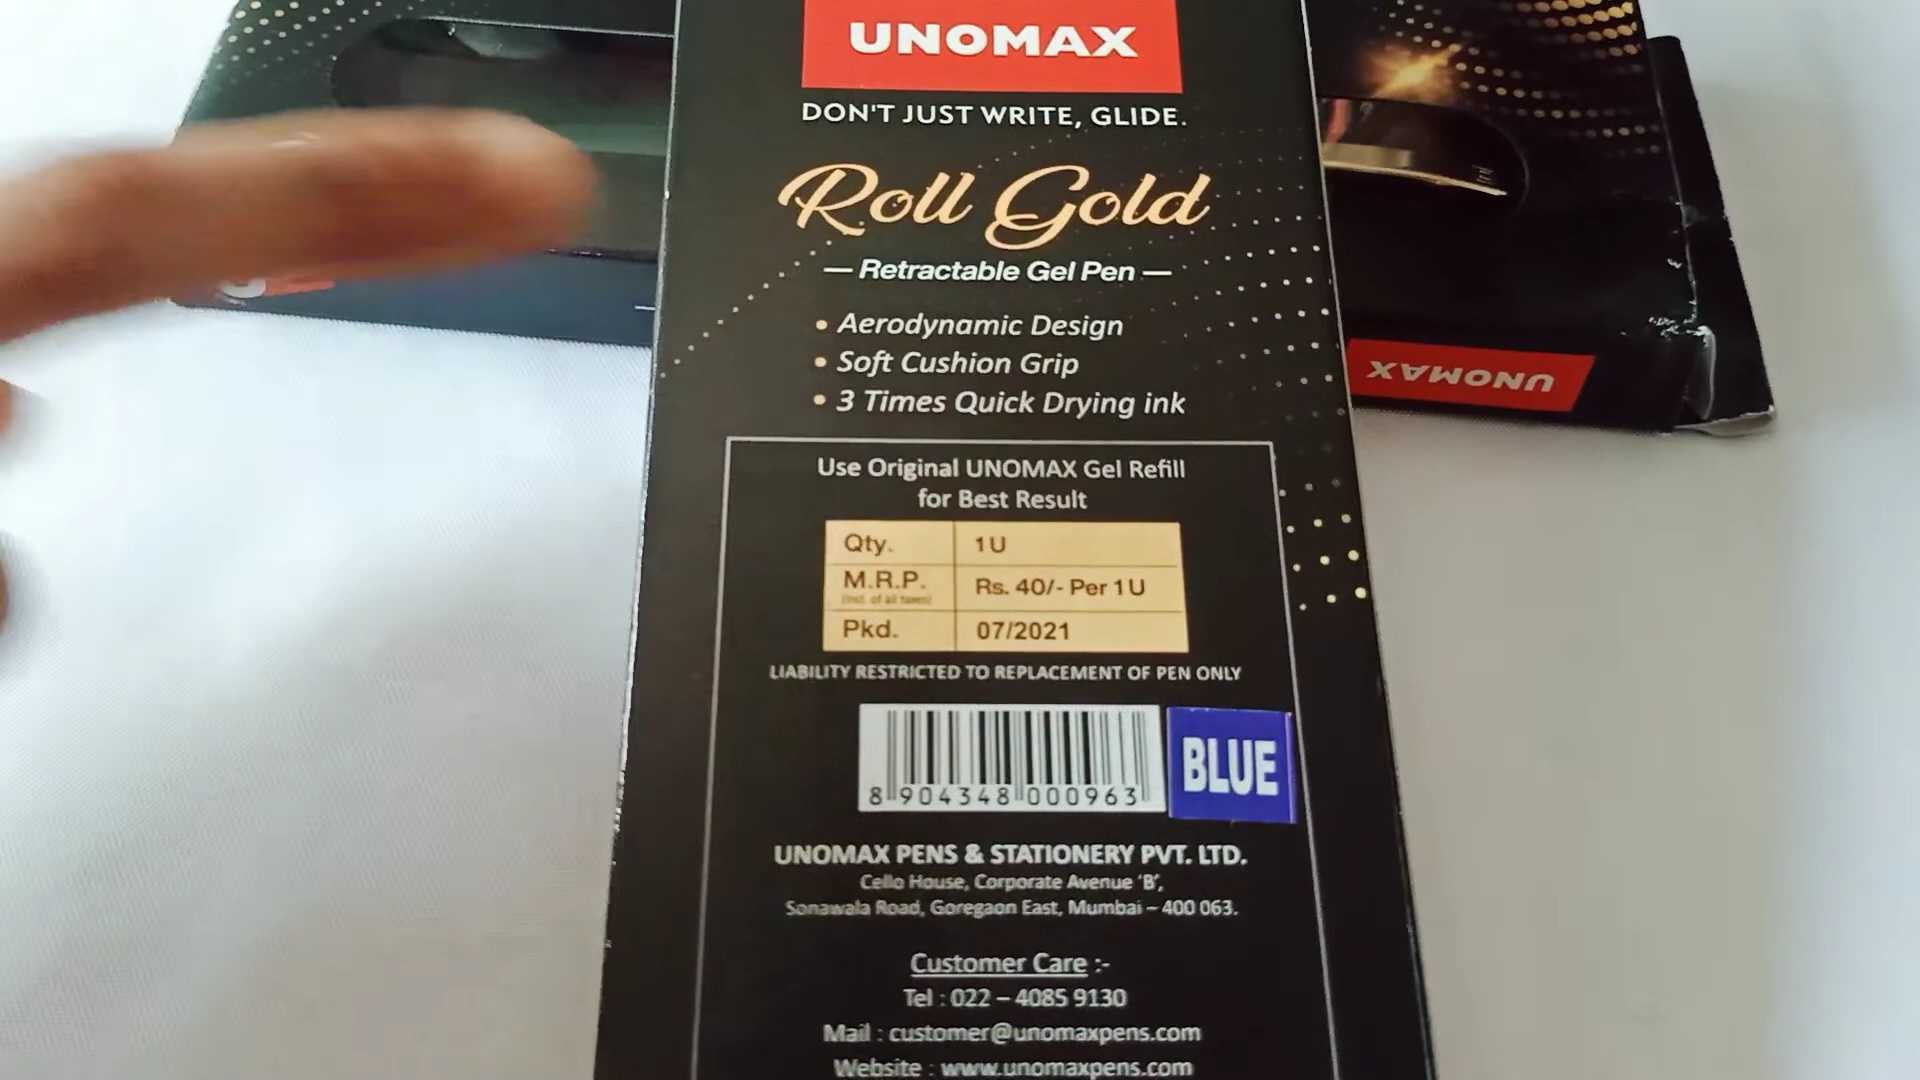 UNOMAX
DON'T JUST WRITE, GLIDE.
Roll Gold
— Retractable Gel Pen —
• Aerodynamic Design
• Soft Cushion Grip
• 3 Times Quick Drying ink
UNOMAX
Use Original UNOMAX Gel Refill
for Best Result
Qty. 1U
M.R.P. Rs. 40/- Per 1U
(Incl. of all taxes)
Pkd. 07/2021
LIABILITY RESTRICTED TO REPLACEMENT OF PEN ONLY
8 904348 000963
BLUE
UNOMAX PENS & STATIONERY PVT. LTD.
Cello House, Corporate Avenue ‘B’,
Sonawala Road, Goregaon East, Mumbai – 400 063.
Customer Care :-
Tel : 022 – 4085 9130
Mail : customer@unomaxpens.com
Website : www.unomaxpens.com